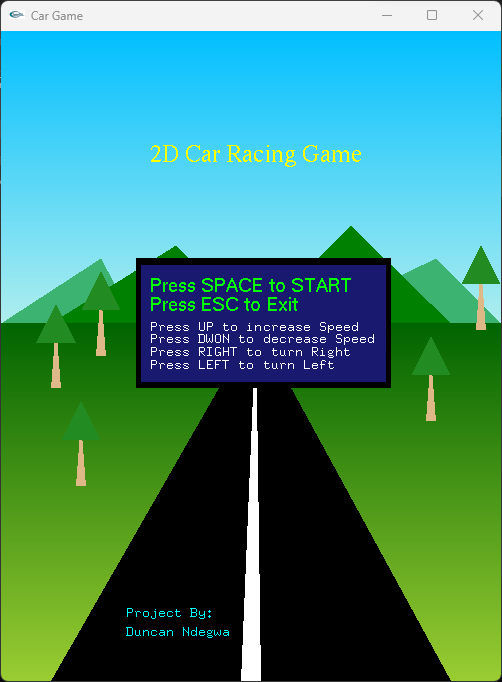 Car Game
2D Car Racing Game
Press SPACE to START
Press ESC to Exit
Press UP to increase Speed
Press DWON to decrease Speed
Press RIGHT to turn Right
Press LEFT to turn Left
Project By:
Duncan Ndegwa